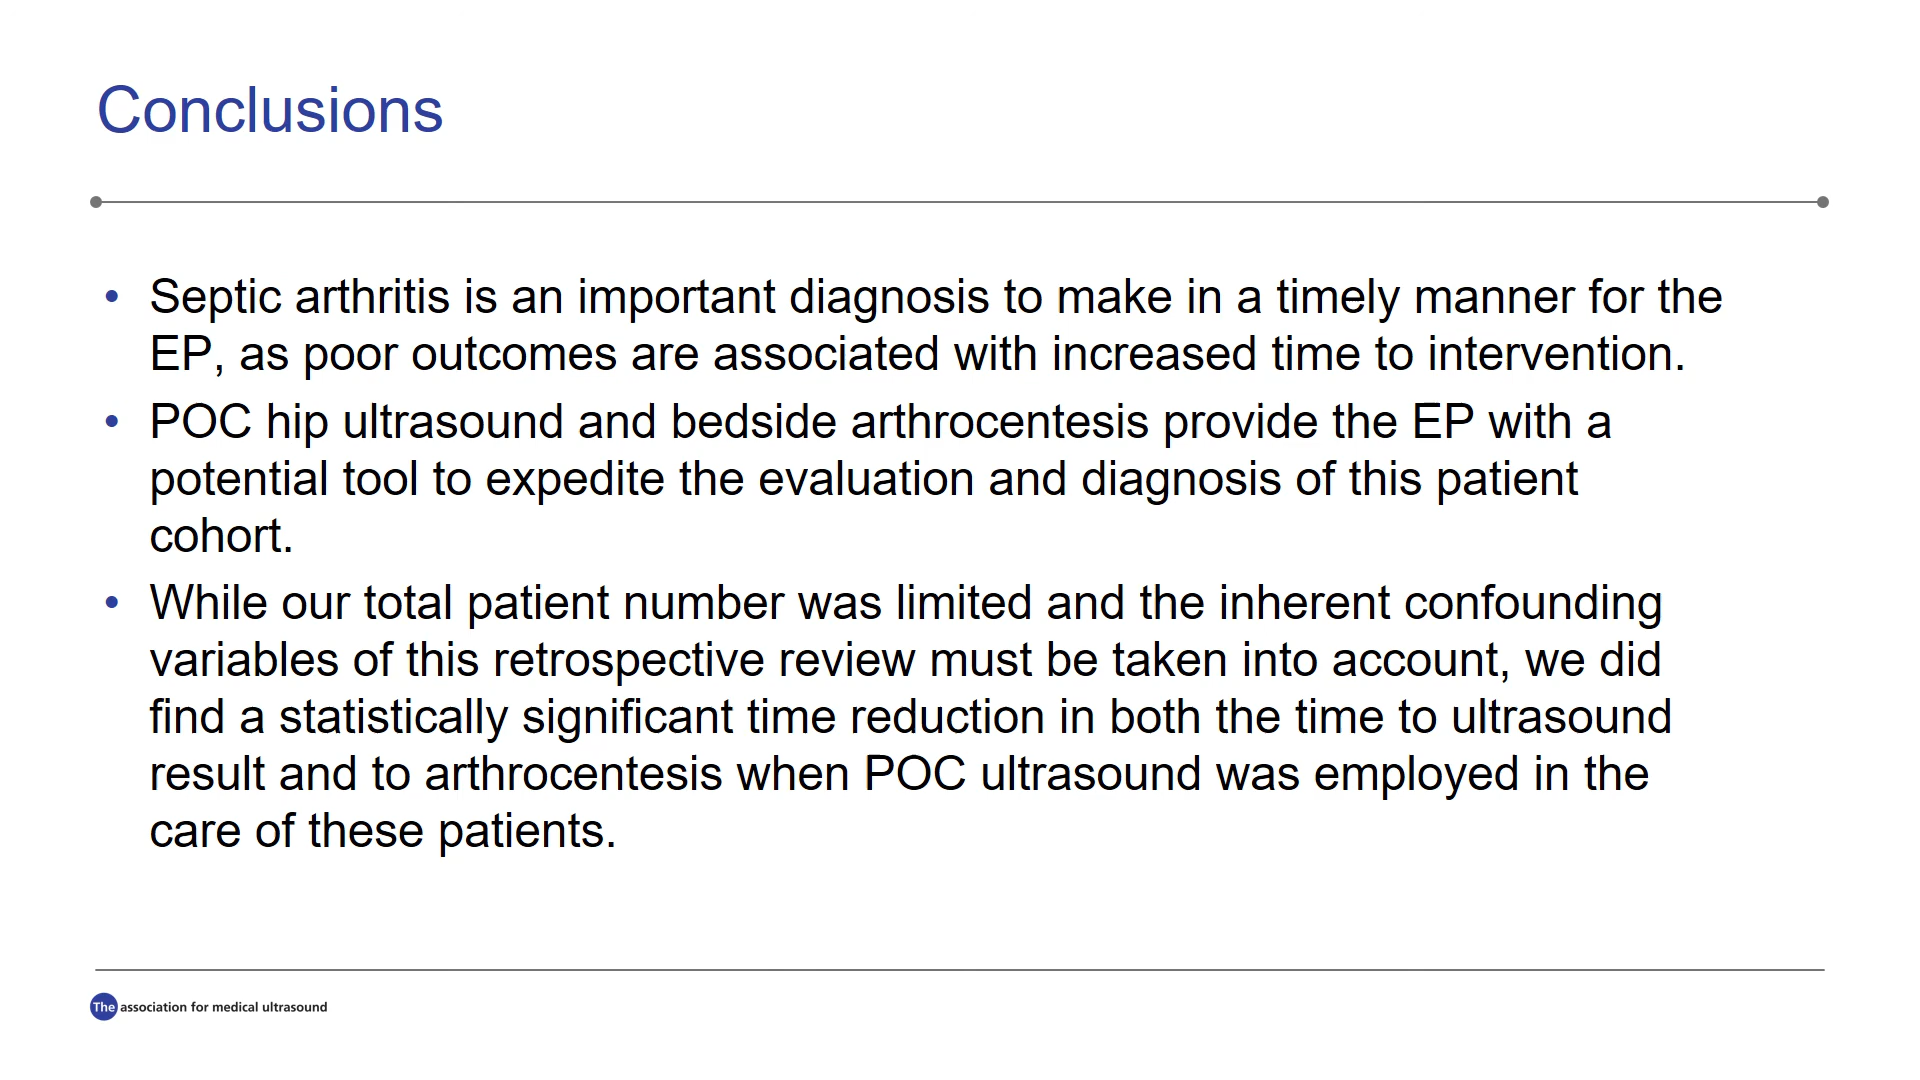 Conclusions
• Septic arthritis is an important diagnosis to make in a timely manner for the
EP, as poor outcomes are associated with increased time to intervention.
• POC hip ultrasound and bedside arthrocentesis provide the EP with a
potential tool to expedite the evaluation and diagnosis of this patient
cohort.
• While our total patient number was limited and the inherent confounding
variables of this retrospective review must be taken into account, we did
find a statistically significant time reduction in both the time to ultrasound
result and to arthrocentesis when POC ultrasound was employed in the
care of these patients.
The association for medical ultrasound